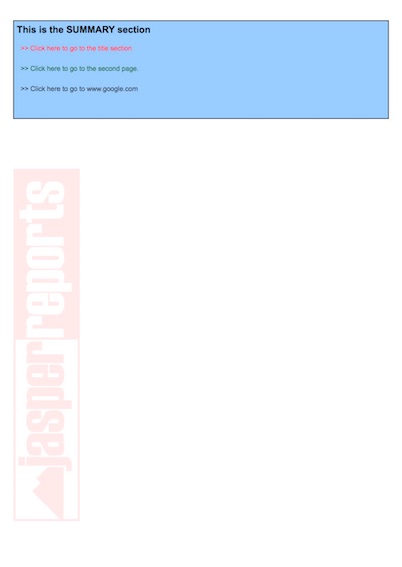 This is the SUMMARY section
>> Click here to go to the title section.
>> Click here to go to the second page.
>> Click here to go to www.google.com
jasperreports